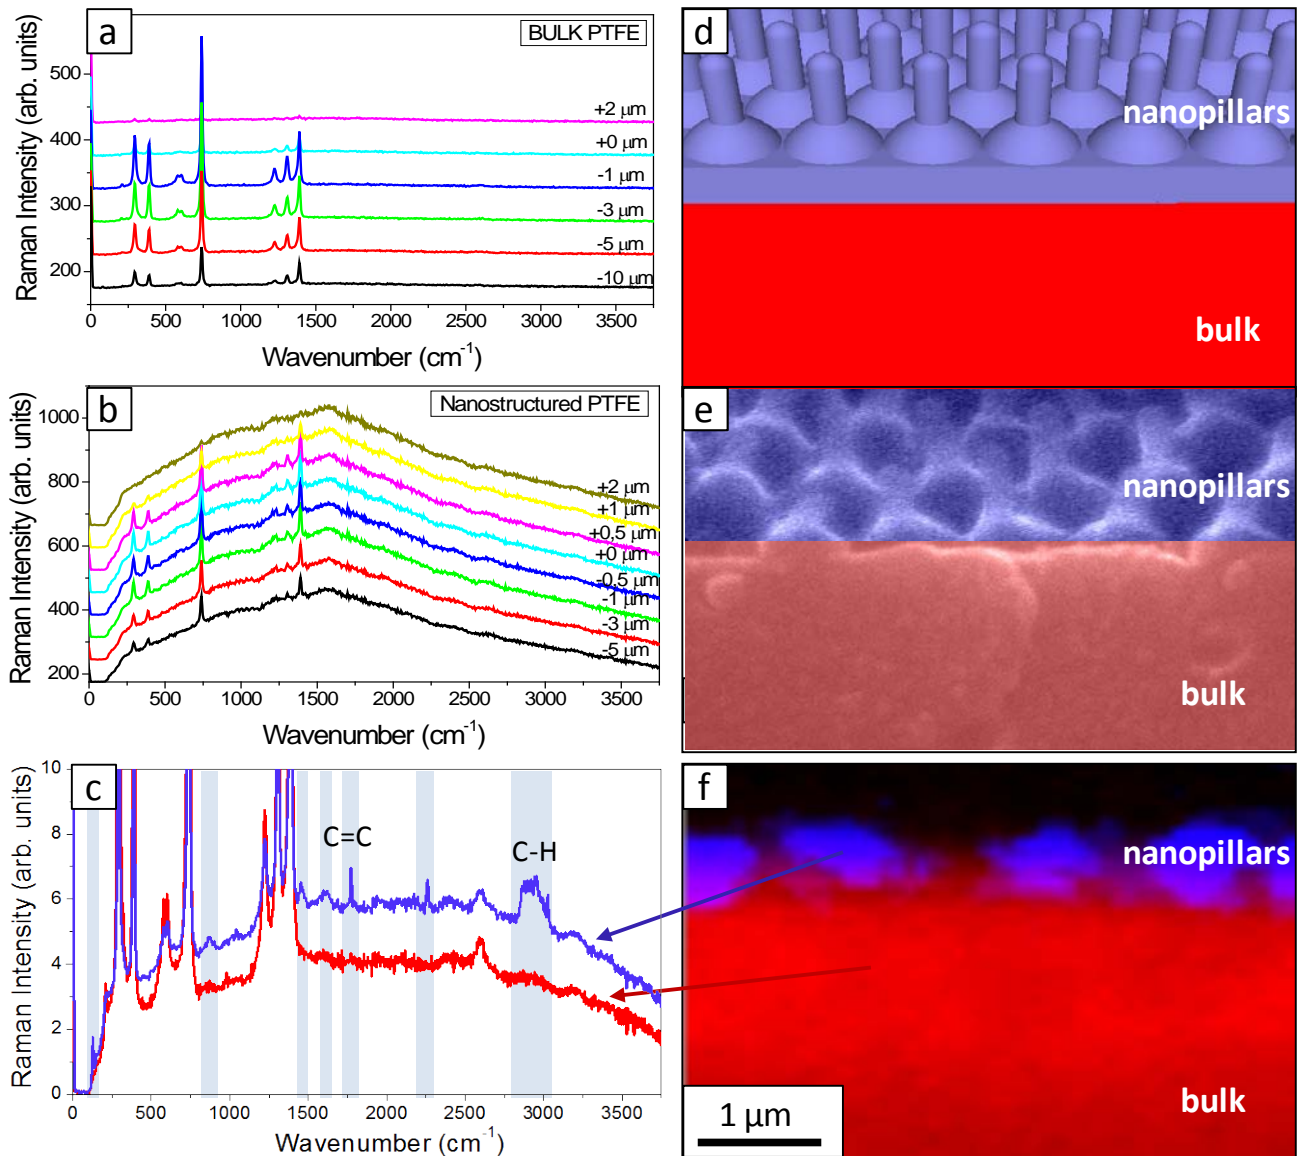 a
BULK PTFE
Raman Intensity (arb. units)
500
400
300
200
+2 μm
+0 μm
-1 μm
-3 μm
-5 μm
-10 μm
0 500 1000 1500 2000 2500 3000 3500
Wavenumber (cm⁻¹)
d
nanopillars
bulk
b
Nanostructured PTFE
Raman Intensity (arb. units)
1000
800
600
400
200
+2 μm
+1 μm
+0,5 μm
+0 μm
-0,5 μm
-1 μm
-3 μm
-5 μm
0 500 1000 1500 2000 2500 3000 3500
Wavenumber (cm⁻¹)
e
nanopillars
bulk
c
Raman Intensity (arb. units)
10
8
6
4
2
0
C=C
C-H
0 500 1000 1500 2000 2500 3000 3500
Wavenumber (cm⁻¹)
f
nanopillars
bulk
1 μm